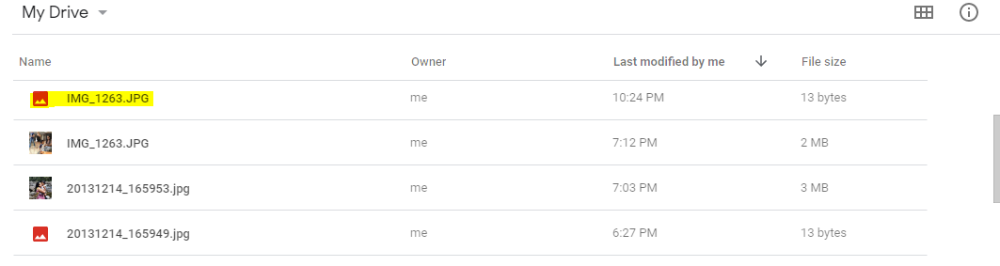 My Drive
Name Owner Last modified by me File size
IMG_1263.JPG me 10:24 PM 13 bytes
IMG_1263.JPG me 7:12 PM 2 MB
20131214_165953.jpg me 7:03 PM 3 MB
20131214_165949.jpg me 6:27 PM 13 bytes